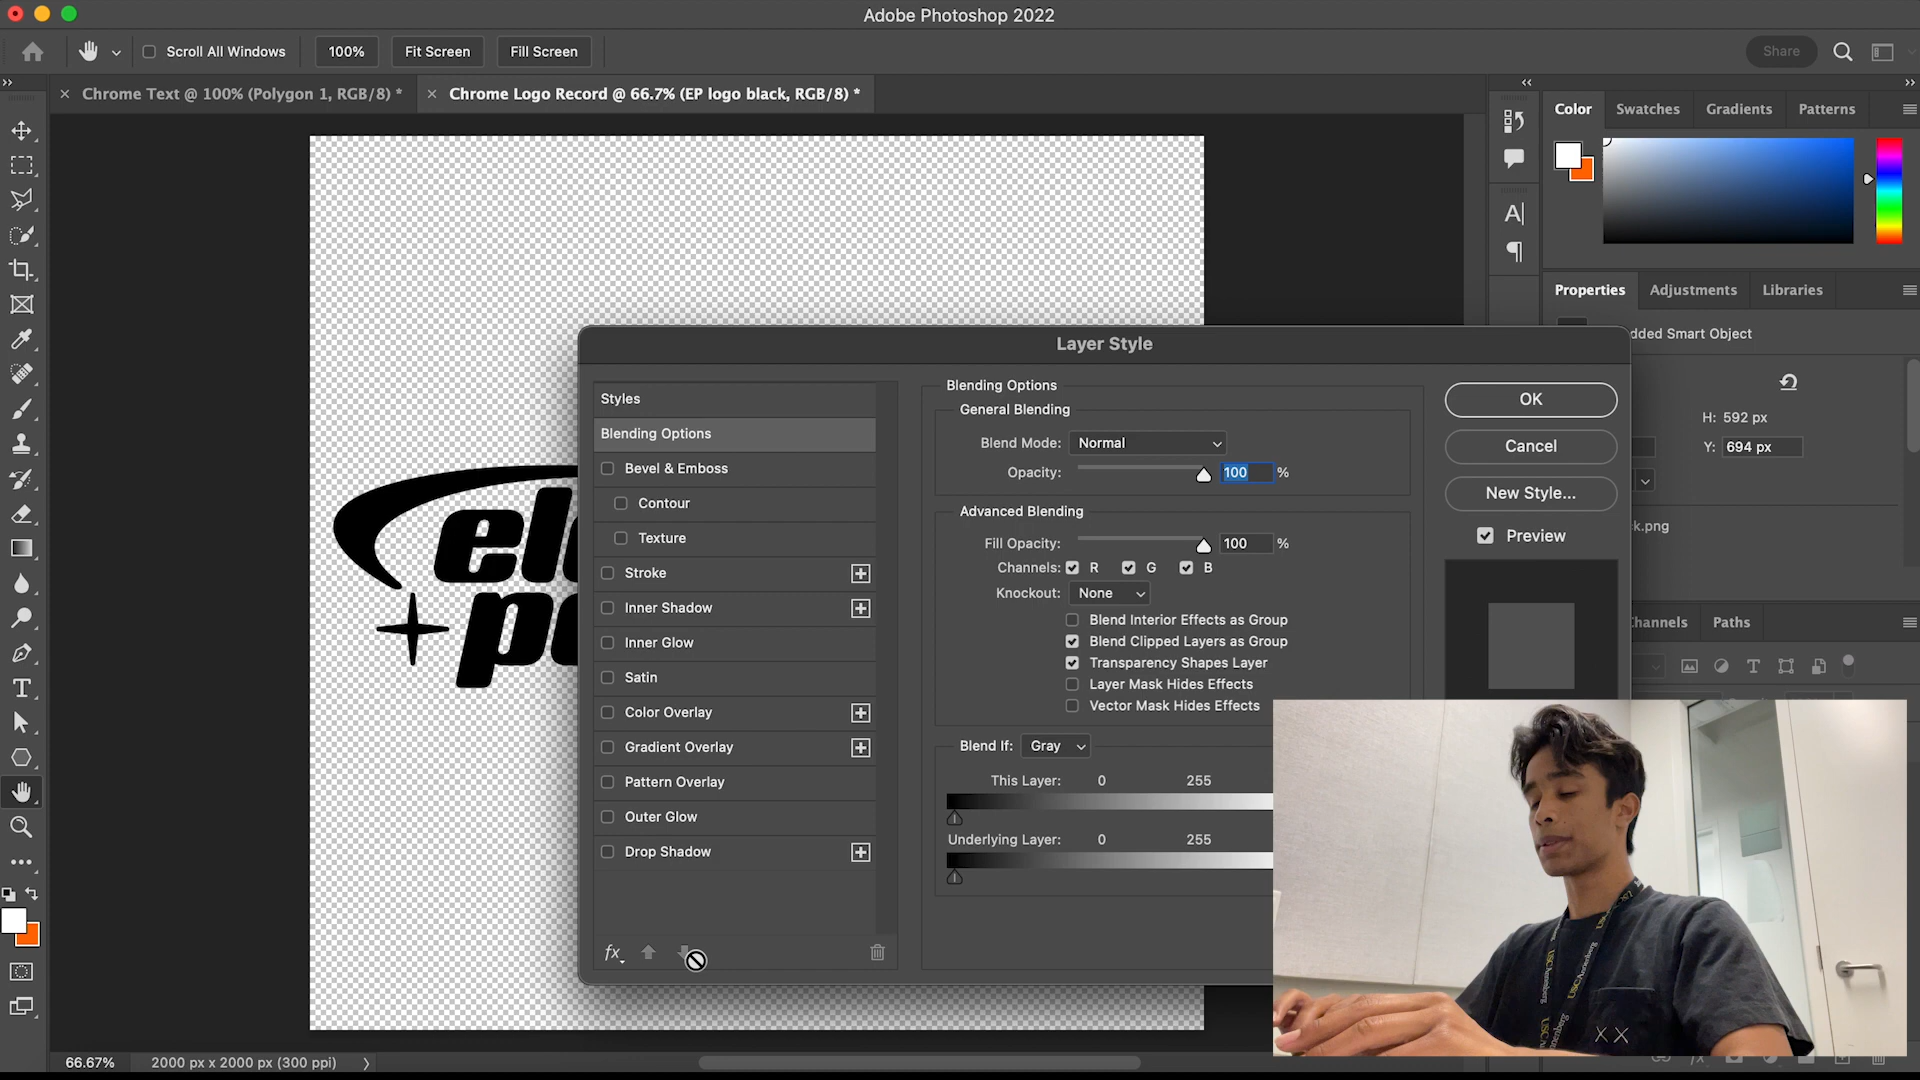 Adobe Photoshop 2022
Scroll All Windows
100%
Fit Screen
Fill Screen
Share
Chrome Text @ 100% (Polygon 1, RGB/8) *
Chrome Logo Record @ 66.7% (EP logo black, RGB/8) *
Color
Swatches
Gradients
Patterns
Properties
Adjustments
Libraries
dded Smart Object
H: 592 px
Y: 694 px
ck.png
Channels
Paths
Layer Style
Styles
Blending Options
Bevel & Emboss
Contour
Texture
Stroke
Inner Shadow
Inner Glow
Satin
Color Overlay
Gradient Overlay
Pattern Overlay
Outer Glow
Drop Shadow
fx
Blending Options
General Blending
Blend Mode: Normal
Opacity: 100 %
Advanced Blending
Fill Opacity: 100 %
Channels: R G B
Knockout: None
Blend Interior Effects as Group
Blend Clipped Layers as Group
Transparency Shapes Layer
Layer Mask Hides Effects
Vector Mask Hides Effects
Blend If: Gray
This Layer: 0 255
Underlying Layer: 0 255
OK
Cancel
New Style...
Preview
66.67%
2000 px x 2000 px (300 ppi)